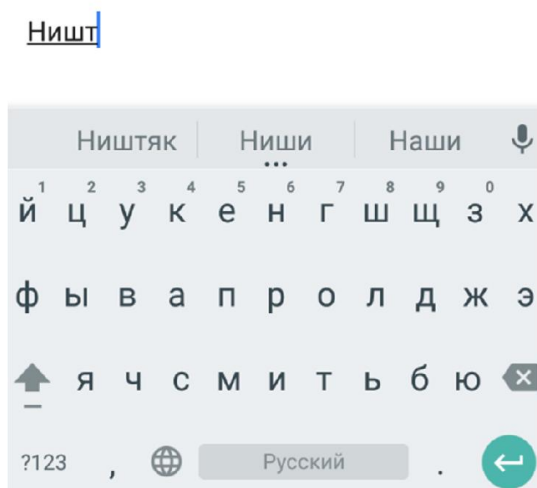 Ништ
Ништяк Ниши Наши
1 2 3 4 5 6 7 8 9 0
й ц у к е н г ш щ з х
ф ы в а п р о л д ж э
я ч с м и т ь б ю
?123 , Русский .